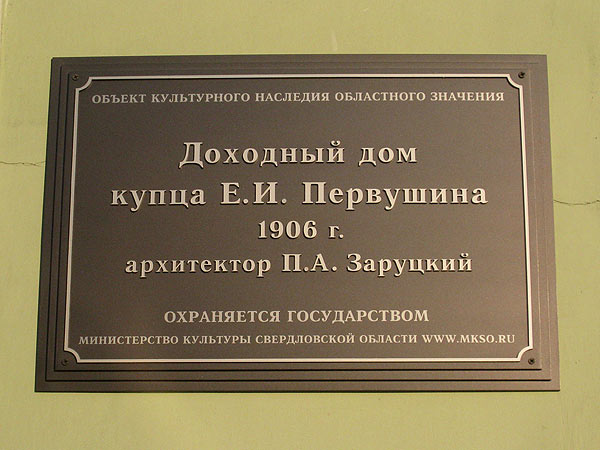 ОБЪЕКТ КУЛЬТУРНОГО НАСЛЕДИЯ ОБЛАСТНОГО ЗНАЧЕНИЯ
Доходный дом
купца Е.И. Первушина
1906 г.
архитектор П.А. Заруцкий
ОХРАНЯЕТСЯ ГОСУДАРСТВОМ
МИНИСТЕРСТВО КУЛЬТУРЫ СВЕРДЛОВСКОЙ ОБЛАСТИ WWW.MKSO.RU